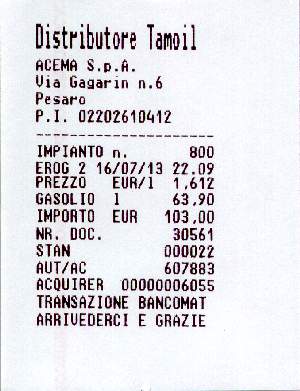 Distributore Tamoil
ACEMA S.p.A.
Via Gagarin n.6
Pesaro
P.I. 02202610412
--------------------
IMPIANTO n. 800
EROG 2 16/07/13 22.09
PREZZO EUR/l 1,612
GASOLIO l 63,90
IMPORTO EUR 103,00
NR. DOC. 30561
STAN 000022
AUT/AC 607883
ACQUIRER 00000006055
TRANSAZIONE BANCOMAT
ARRIVEDERCI E GRAZIE